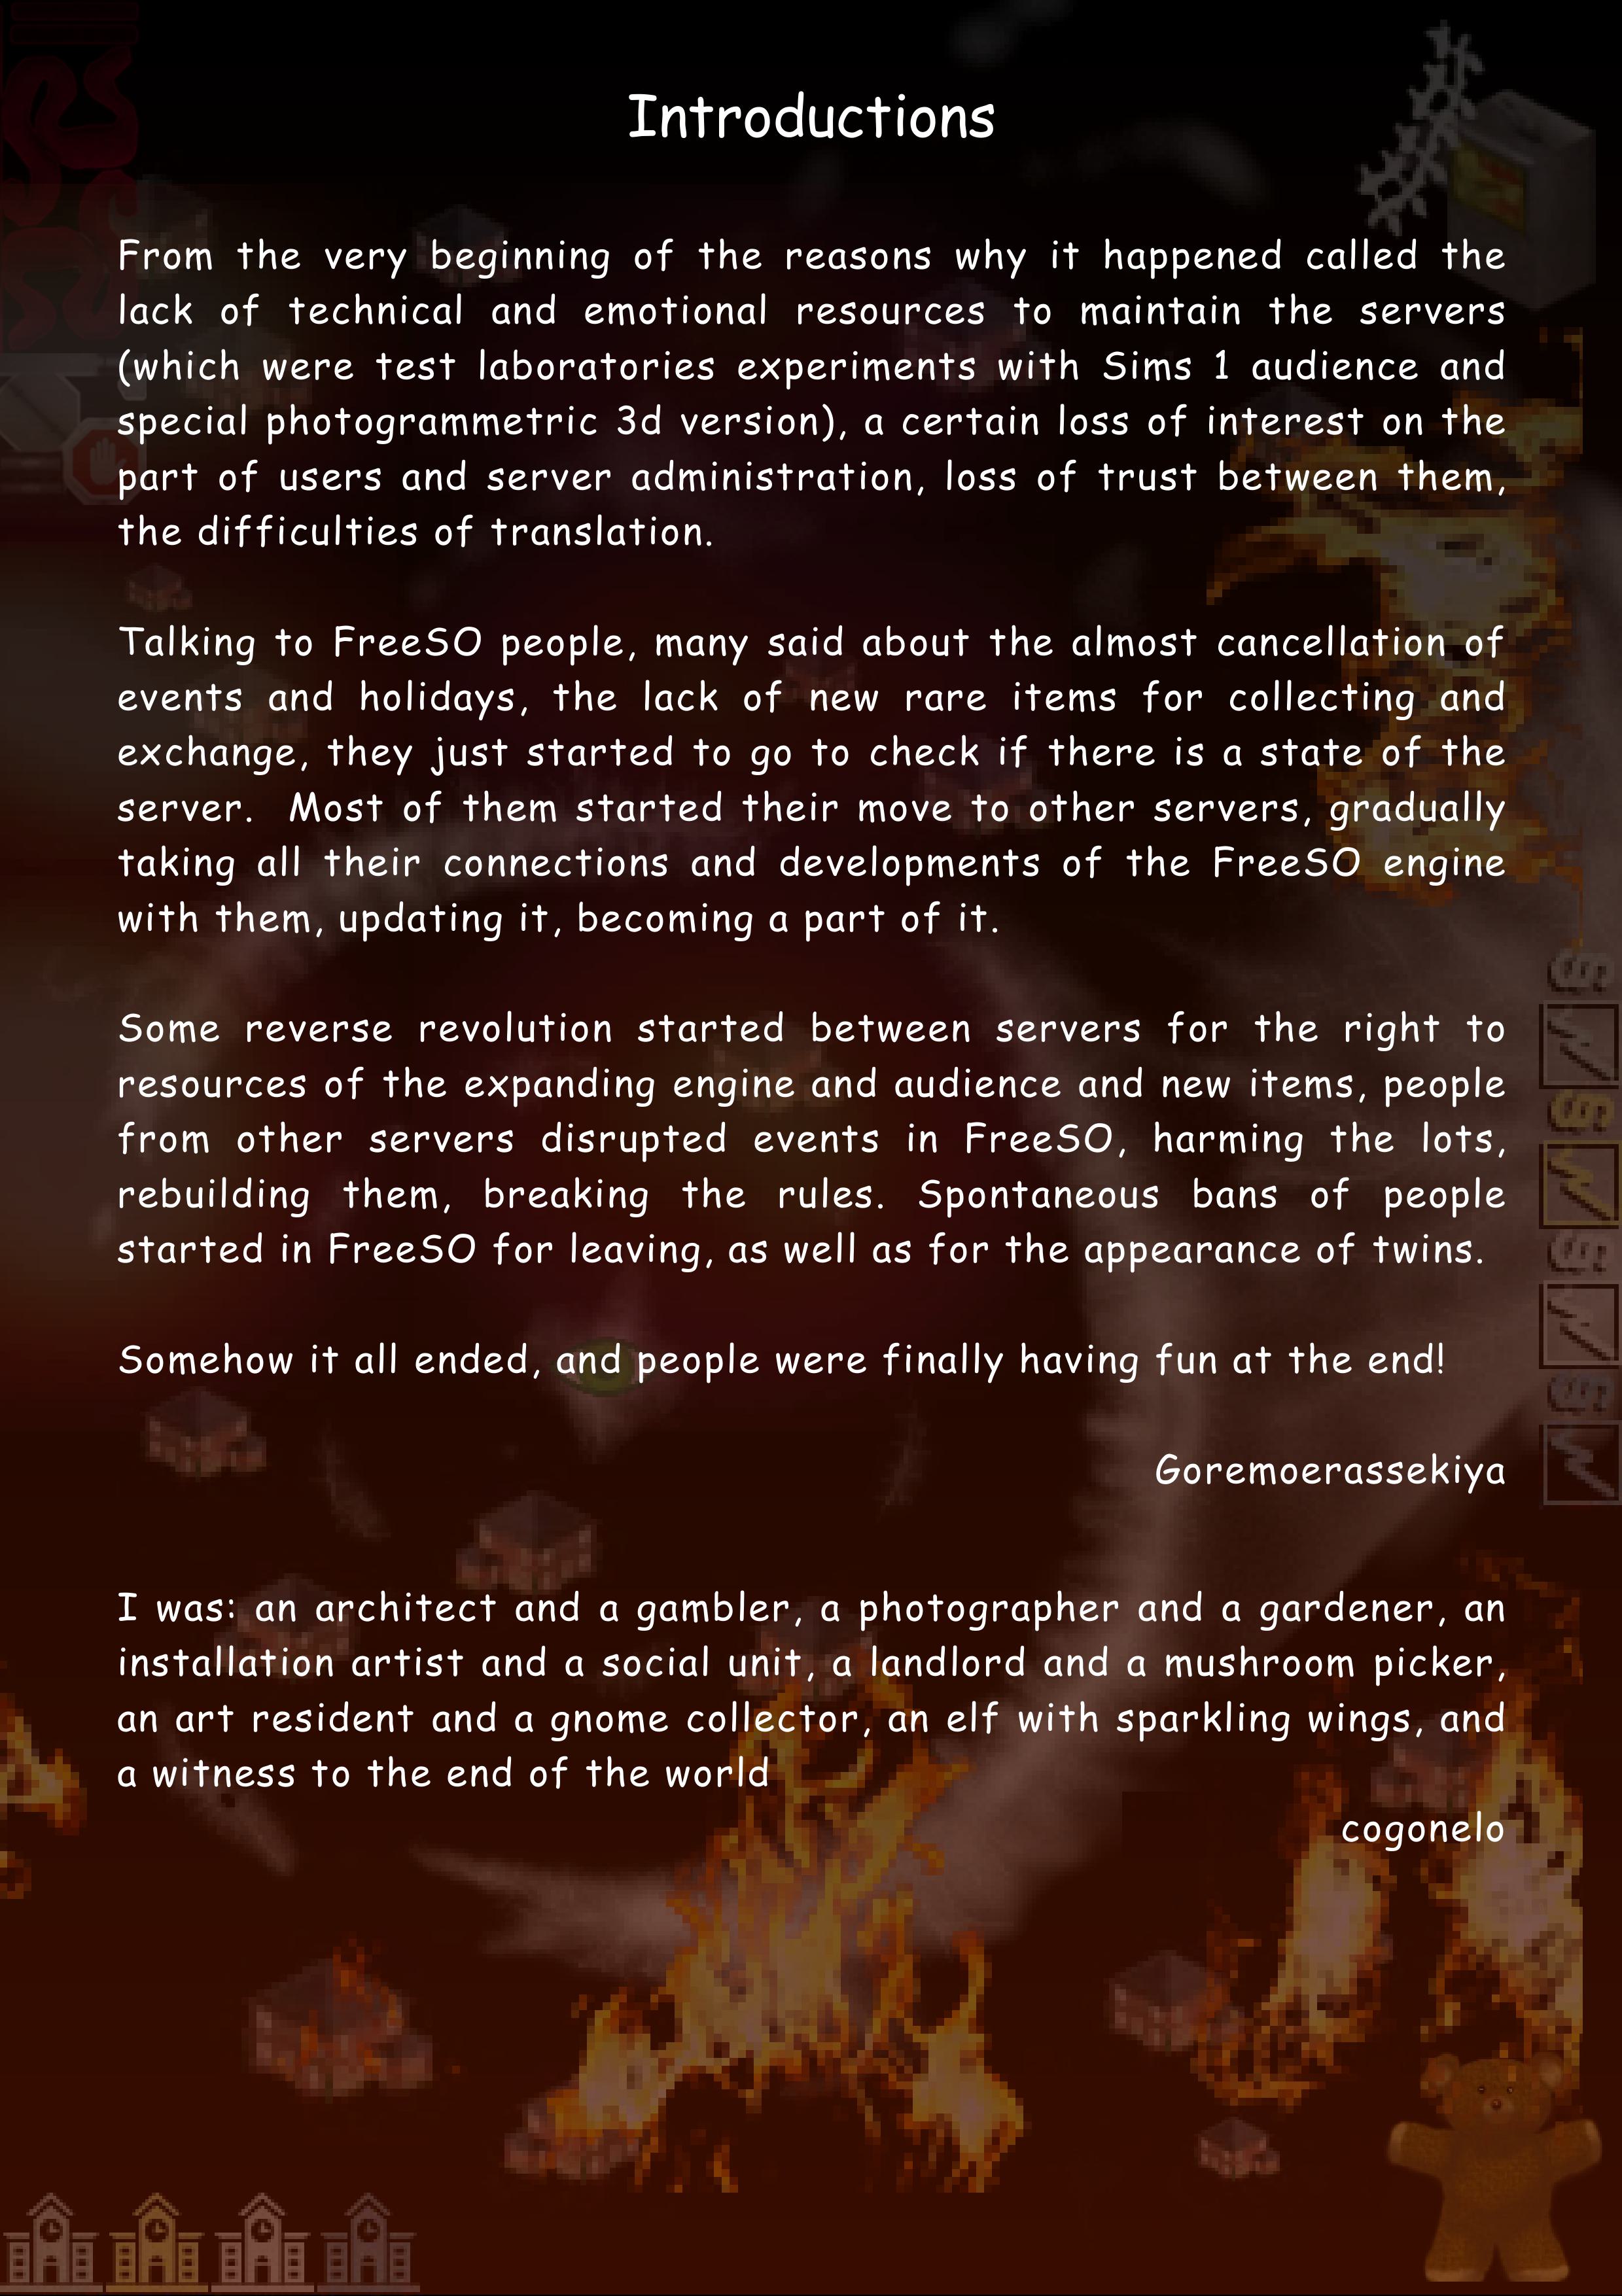 Introductions
From the very beginning of the reasons why it happened called the
lack of technical and emotional resources to maintain the servers
(which were test laboratories experiments with Sims 1 audience and
special photogrammetric 3d version), a certain loss of interest on the
part of users and server administration, loss of trust between them,
the difficulties of translation.
Talking to FreeSO people, many said about the almost cancellation of
events and holidays, the lack of new rare items for collecting and
exchange, they just started to go to check if there is a state of the
server.  Most of them started their move to other servers, gradually
taking all their connections and developments of the FreeSO engine
with them, updating it, becoming a part of it.
Some reverse revolution started between servers for the right to
resources of the expanding engine and audience and new items, people
from other servers disrupted events in FreeSO, harming the lots,
rebuilding them, breaking the rules. Spontaneous bans of people
started in FreeSO for leaving, as well as for the appearance of twins.
Somehow it all ended, and people were finally having fun at the end!
Goremoerassekiya
I was: an architect and a gambler, a photographer and a gardener, an
installation artist and a social unit, a landlord and a mushroom picker,
an art resident and a gnome collector, an elf with sparkling wings, and
a witness to the end of the world
cogonelo